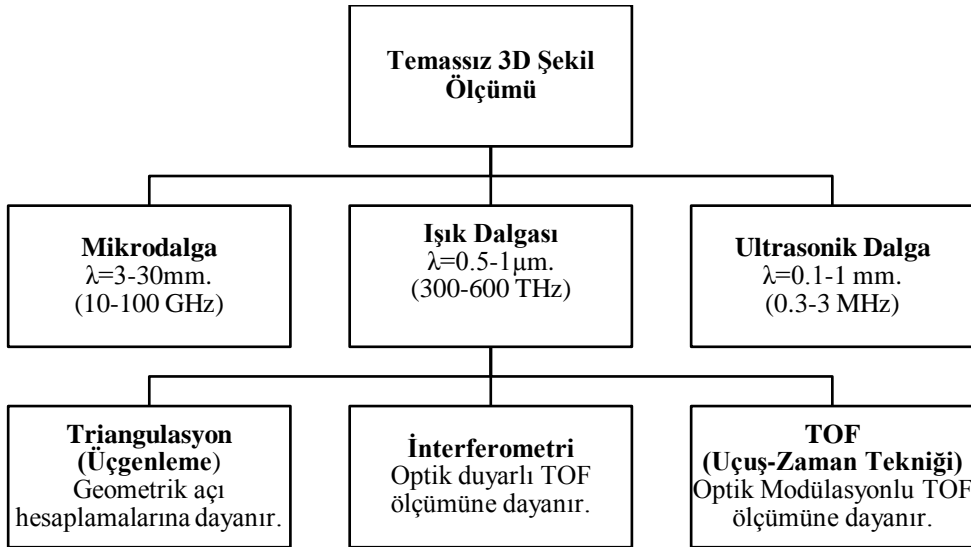 Temassız 3D Şekil
Ölçümü
Mikrodalga
λ=3-30mm.
(10-100 GHz)
Işık Dalgası
λ=0.5-1μm.
(300-600 THz)
Ultrasonik Dalga
λ=0.1-1 mm.
(0.3-3 MHz)
Triangulasyon
(Üçgenleme)
Geometrik açı
hesaplamalarına dayanır.
İnterferometri
Optik duyarlı TOF
ölçümüne dayanır.
TOF
(Uçuş-Zaman Tekniği)
Optik Modülasyonlu TOF
ölçümüne dayanır.